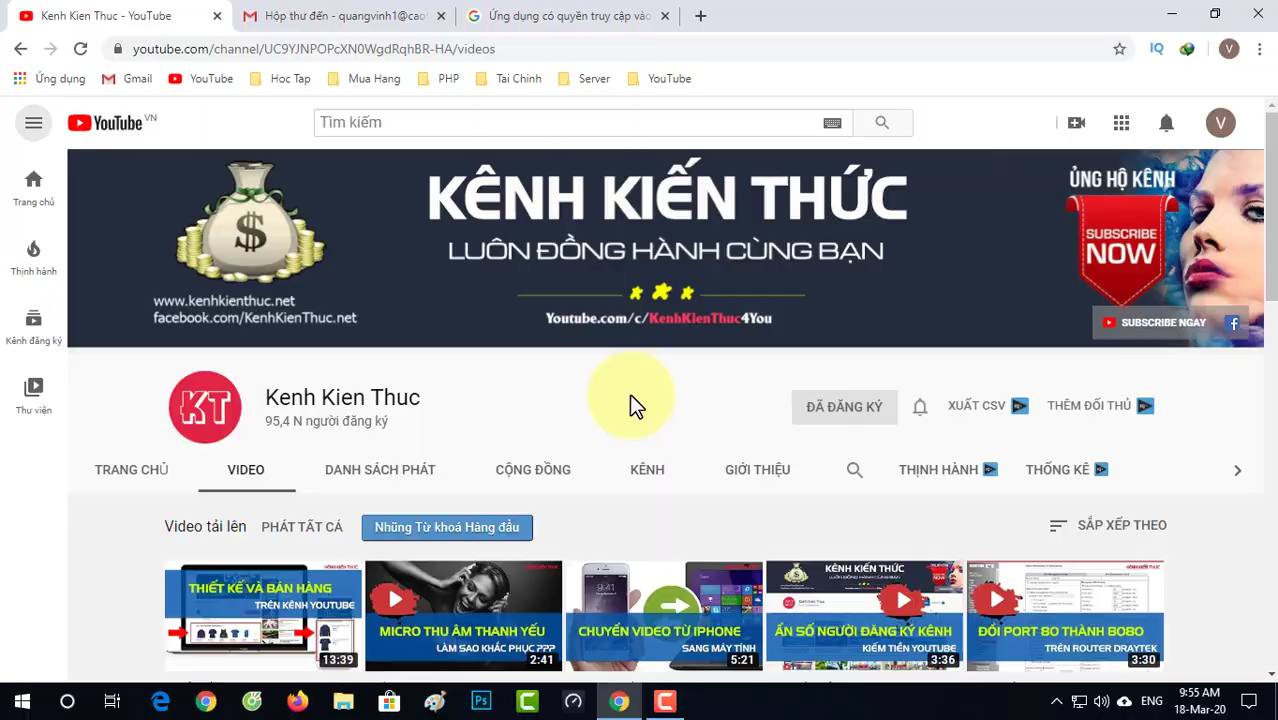 Kenh Kien Thuc - YouTube
Hộp thư đến - quangvinh1@caot
Ứng dụng có quyền truy cập vào
youtube.com/channel/UC9YJNPOPcXN0WgdRqhBR-HA/videos
IQ
V
Ứng dụng
Gmail
YouTube
Hoc Tap
Mua Hang
PHP
Tai Chinh
Server
YouTube
YouTube VN
Tìm kiếm
V
Trang chủ
Thịnh hành
Kênh đăng ký
Thư viện
KÊNH KIẾN THỨC
LUÔN ĐỒNG HÀNH CÙNG BẠN
Youtube.com/c/KenhKienThuc4You
$
www.kenhkienthuc.net
facebook.com/KenhKienThuc.net
ỦNG HỘ KÊNH
SUBSCRIBE
NOW
SUBSCRIBE NGAY
KT
Kenh Kien Thuc
95,4 N người đăng ký
ĐÃ ĐĂNG KÝ
XUẤT CSV
THÊM ĐỐI THỦ
TRANG CHỦ
VIDEO
DANH SÁCH PHÁT
CỘNG ĐỒNG
KÊNH
GIỚI THIỆU
THỊNH HÀNH
THỐNG KÊ
Video tải lên
PHÁT TẤT CẢ
Những Từ khoá Hàng đầu
SẮP XẾP THEO
THIẾT KẾ VÀ BÁN HÀNG
TRÊN KÊNH YOUTUBE
13:39
MICRO THU ÂM THANH YẾU
LÀM SAO KHẮC PHỤC ???
2:41
CHUYỂN VIDEO TỪ IPHONE
SANG MÁY TÍNH
5:21
KÊNH KIẾN THỨC
ẨN SỐ NGƯỜI ĐĂNG KÝ KÊNH
KIẾM TIỀN YOUTUBE
3:36
ĐỔI PORT 80 THÀNH 8080
TRÊN ROUTER DRAYTEK
3:30
Ps
ENG
9:55 AM
18-Mar-20